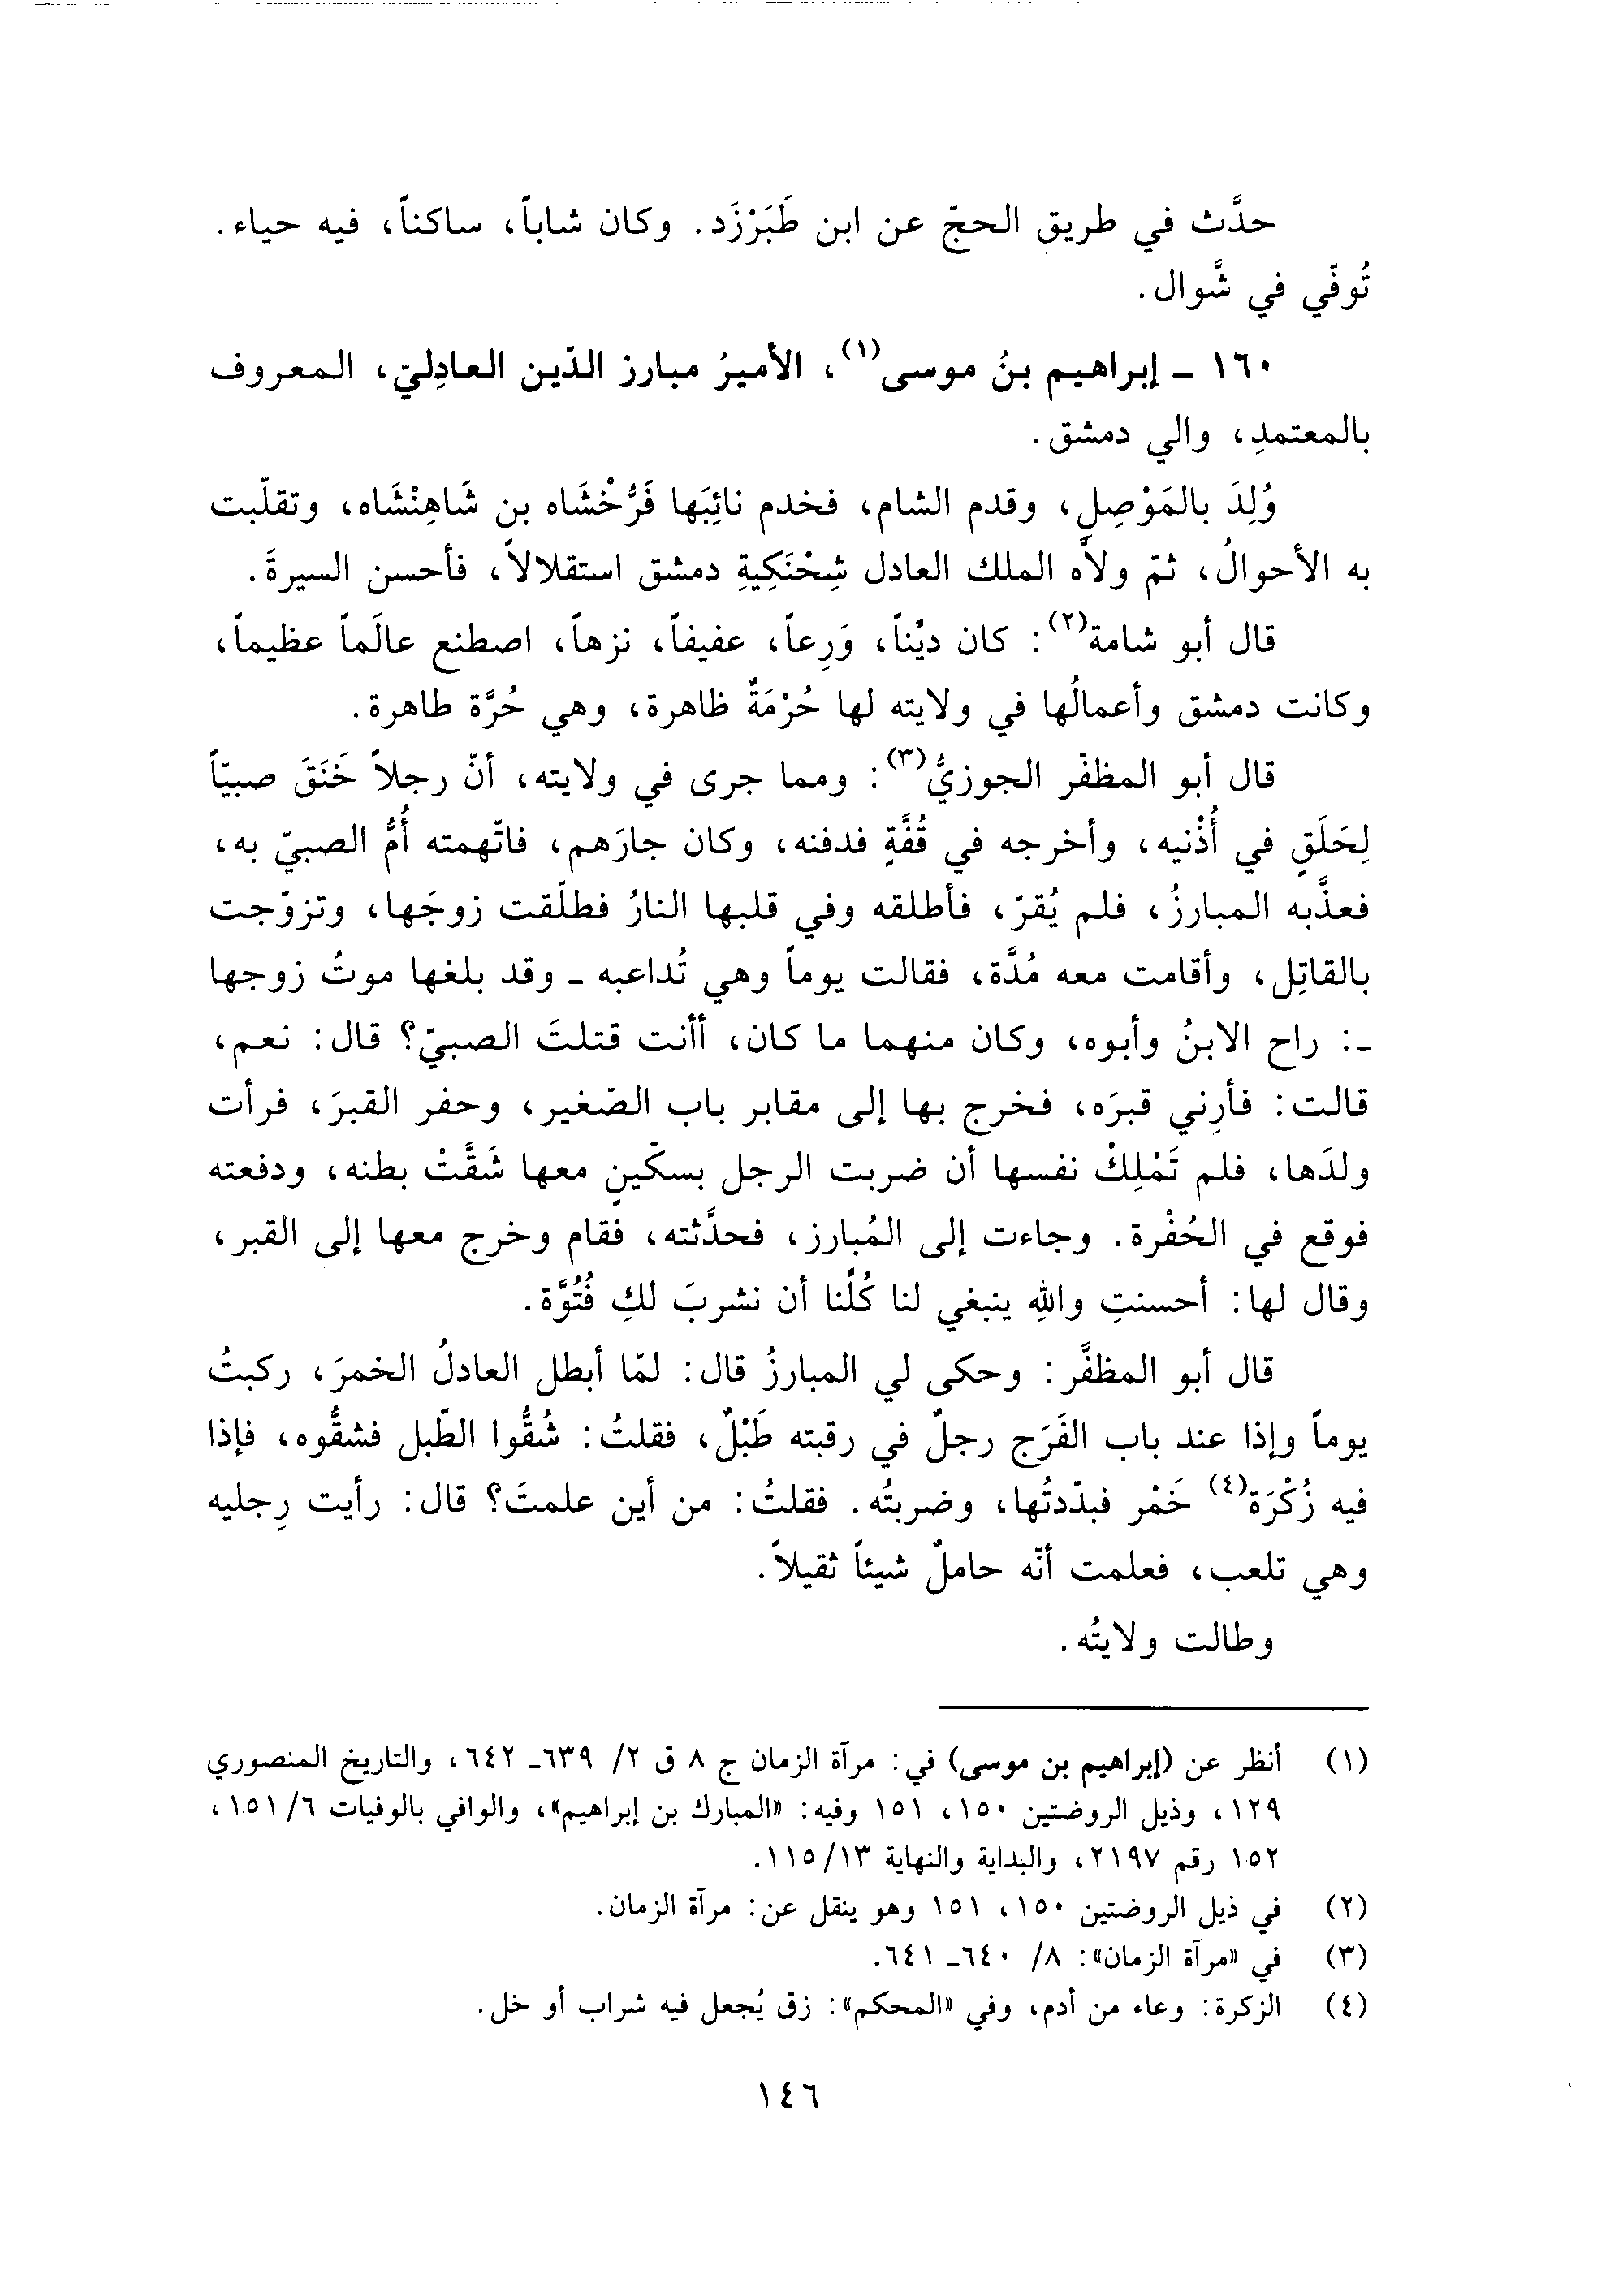 حدَّث في طريق الحجّ عن ابن طَبَرْزَد. وكان شاباً، ساكناً، فيه حياء.
تُوفّي في شَّوال.
١٦٠ ـ إبراهيم بنُ موسى(١)، الأميرُ مبارز الدّين العادِليّ، المعروف
بالمعتمدِ، والي دمشق.
وُلِدَ بالمَوْصِلِ، وقدم الشام، فخدم نائِبَها فَرُّخْشَاه بن شَاهِنْشَاه، وتقلّبت
به الأحوالُ، ثمّ ولاّه الملك العادل شِحْنَكِيةِ دمشق استقلالاً، فأحسن السيرةَ.
قال أبو شامة(٢): كان ديِّناً، وَرِعاً، عفيفاً، نزهاً، اصطنع عالَماً عظيماً،
وكانت دمشق وأعمالُها في ولايته لها حُرْمَةٌ ظاهرة، وهي حُرَّة طاهرة.
قال أبو المظفّر الجوزيُّ(٣): ومما جرى في ولايته، أنّ رجلاً خَنَقَ صبيّاً
لِحَلَقٍ في أُذْنيه، وأخرجه في قُفَّةٍ فدفنه، وكان جارَهم، فاتّهمته أُمُّ الصبيّ به،
فعذَّبه المبارزُ، فلم يُقرّ، فأطلقه وفي قلبها النارُ فطلّقت زوجَها، وتزوّجت
بالقاتِل، وأقامت معه مُدَّة، فقالت يوماً وهي تُداعبه ـ وقد بلغها موتُ زوجها
ـ: راح الابنُ وأبوه، وكان منهما ما كان، أأنت قتلتَ الصبيّ؟ قال: نعم،
قالت: فأرِني قبرَه، فخرج بها إلى مقابر باب الصّغير، وحفر القبرَ، فرأت
ولدَها، فلم تَمْلِكْ نفسها أن ضربت الرجل بسكّينٍ معها شَقَّتْ بطنه، ودفعته
فوقع في الحُفْرة. وجاءت إلى المُبارز، فحدَّثته، فقام وخرج معها إلى القبر،
وقال لها: أحسنتِ واللهِ ينبغي لنا كُلِّنا أن نشربَ لكِ فُتُوَّة.
قال أبو المظفَّر: وحكى لي المبارزُ قال: لمّا أبطل العادلُ الخمرَ، ركبتُ
يوماً وإذا عند باب الفَرَج رجلٌ في رقبته طَبْلٌ، فقلتُ: شُقُّوا الطّبل فشقُّوه، فإذا
فيه زُكْرَة(٤) خَمْر فبدّدتُها، وضربتُه. فقلتُ: من أين علمتَ؟ قال: رأيت رِجليه
وهي تلعب، فعلمت أنّه حاملٌ شيئاً ثقيلاً.
وطالت ولايتُه.
(١) أنظر عن (إبراهيم بن موسى) في: مرآة الزمان ج ٨ ق ٢/ ٦٣٩ـ ٦٤٢، والتاريخ المنصوري
١٢٩، وذيل الروضتين ١٥٠، ١٥١ وفيه: «المبارك بن إبراهيم»، والوافي بالوفيات ٦/ ١٥١،
١٥٢ رقم ٢١٩٧، والبداية والنهاية ١٣/ ١١٥.
(٢) في ذيل الروضتين ١٥٠، ١٥١ وهو ينقل عن: مرآة الزمان.
(٣) في «مرآة الزمان»: ٨/ ٦٤٠ـ ٦٤١.
(٤) الزكرة: وعاء من أدم، وفي «المحكم»: زق يُجعل فيه شراب أو خل.
١٤٦